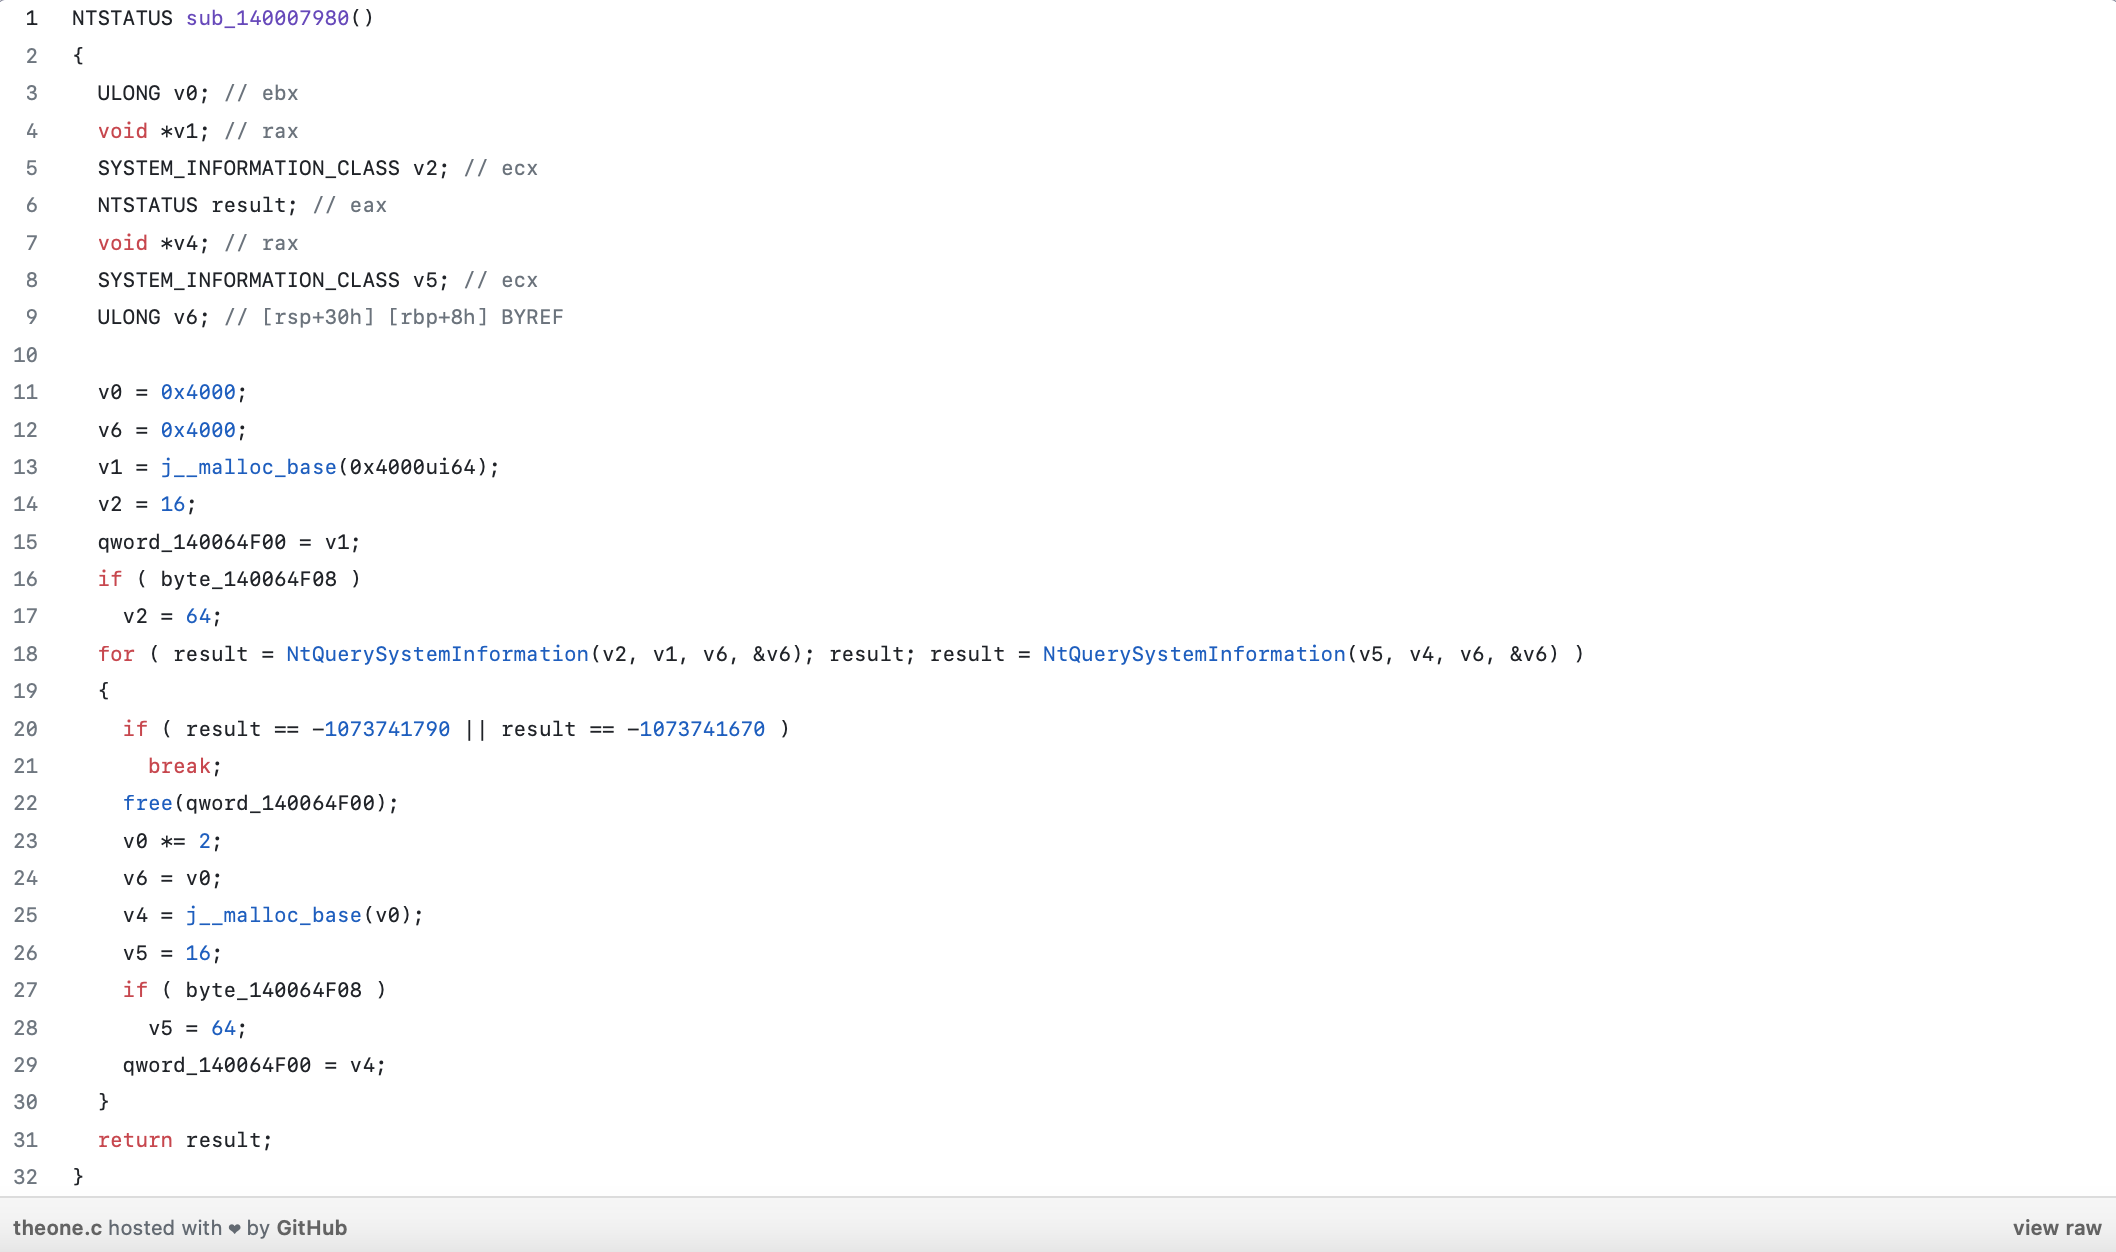 1 NTSTATUS sub_140007980()
2 {
3 ULONG v0; // ebx
4 void *v1; // rax
5 SYSTEM_INFORMATION_CLASS v2; // ecx
6 NTSTATUS result; // eax
7 void *v4; // rax
8 SYSTEM_INFORMATION_CLASS v5; // ecx
9 ULONG v6; // [rsp+30h] [rbp+8h] BYREF
10
11 v0 = 0x4000;
12 v6 = 0x4000;
13 v1 = j__malloc_base(0x4000ui64);
14 v2 = 16;
15 qword_140064F00 = v1;
16 if ( byte_140064F08 )
17 v2 = 64;
18 for ( result = NtQuerySystemInformation(v2, v1, v6, &v6); result; result = NtQuerySystemInformation(v5, v4, v6, &v6) )
19 {
20 if ( result == -1073741790 || result == -1073741670 )
21 break;
22 free(qword_140064F00);
23 v0 *= 2;
24 v6 = v0;
25 v4 = j__malloc_base(v0);
26 v5 = 16;
27 if ( byte_140064F08 )
28 v5 = 64;
29 qword_140064F00 = v4;
30 }
31 return result;
32 }
theone.c hosted with ❤ by GitHub view raw